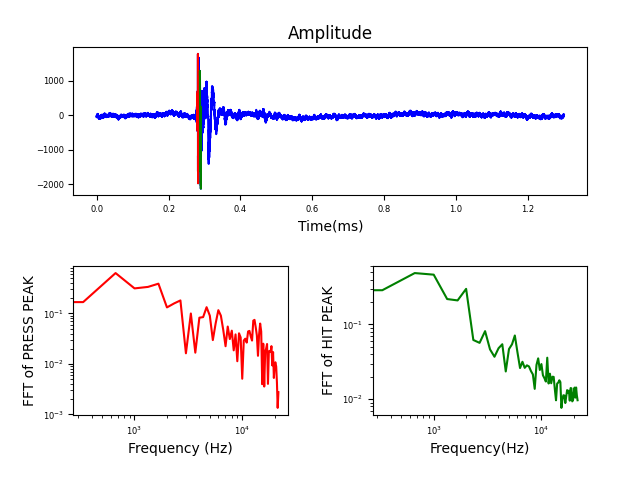 Amplitude
1000
0
−1000
−2000
0.0 0.2 0.4 0.6 0.8 1.0 1.2
Time(ms)
FFT of PRESS PEAK
10⁻¹
10⁻²
10⁻³
10³ 10⁴
Frequency (Hz)
FFT of HIT PEAK
10⁻¹
10⁻²
10³ 10⁴
Frequency(Hz)